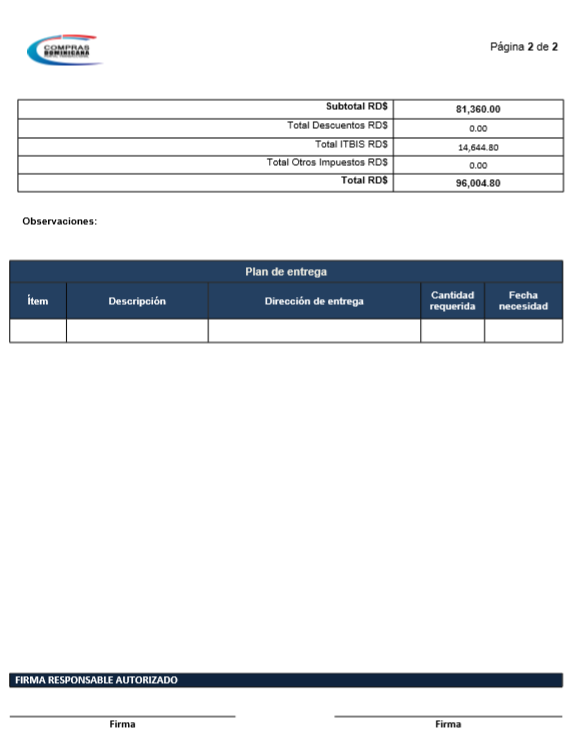 COMPRAS
DOMINICANA
Página 2 de 2
Subtotal RD$ 81,360.00
Total Descuentos RD$ 0.00
Total ITBIS RD$ 14,644.80
Total Otros Impuestos RD$ 0.00
Total RD$ 96,004.80
Observaciones:
Plan de entrega
Ítem Descripción Dirección de entrega Cantidad requerida Fecha necesidad
FIRMA RESPONSABLE AUTORIZADO
Firma Firma